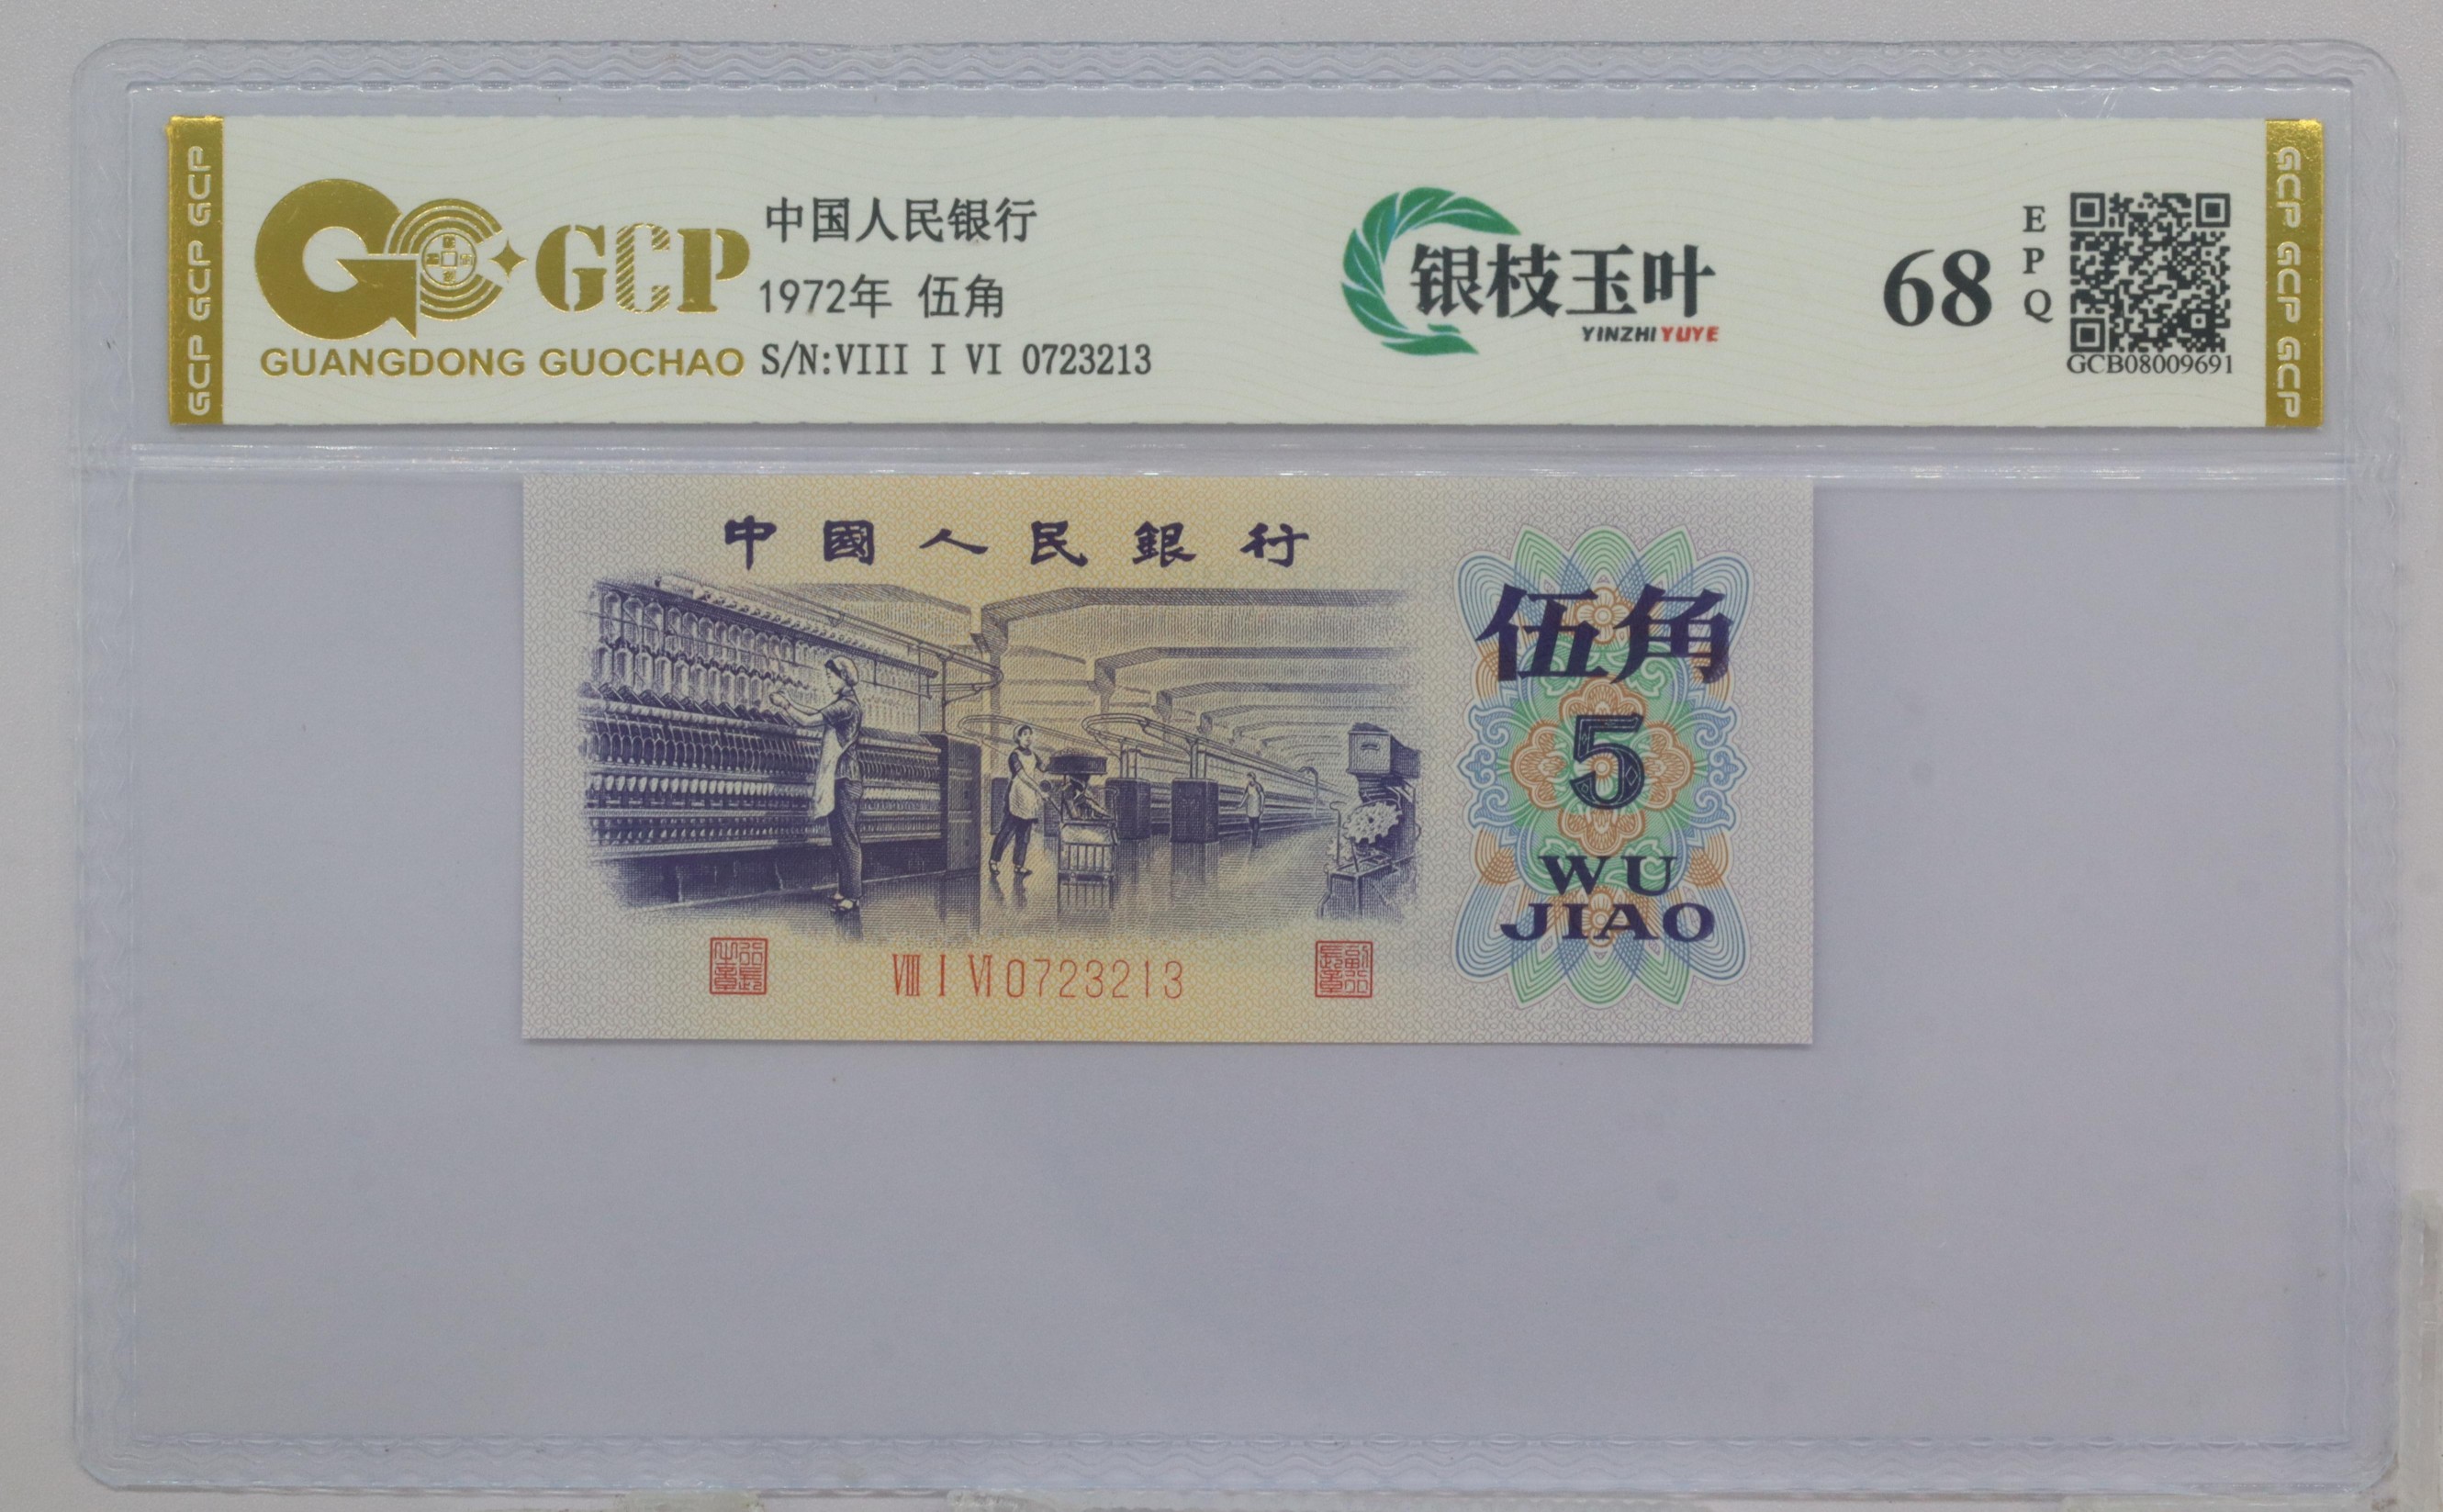 GCP GCP GCP
GCP
GUANGDONG GUOCHAO
中国人民银行
1972年 伍角
S/N:VIII I VI 0723213
银枝玉叶
YINZHI YUYE
68
EPQ
GCB08009691
GCP GCP GCP
中國人民銀行
伍角
5
WU
JIAO
VIII I VI 0723213